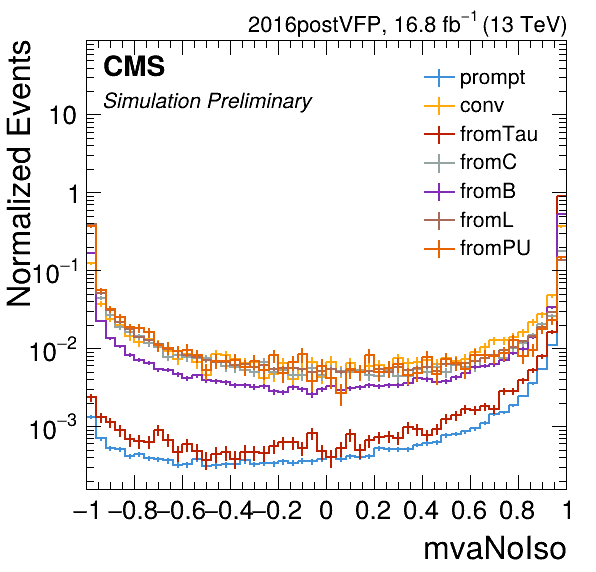 2016postVFP, 16.8 fb⁻¹ (13 TeV)
CMS
Simulation Preliminary
prompt
conv
fromTau
fromC
fromB
fromL
fromPU
Normalized Events
10
1
10⁻¹
10⁻²
10⁻³
−1 −0.8 −0.6 −0.4 −0.2 0 0.2 0.4 0.6 0.8 1
mvaNoIso